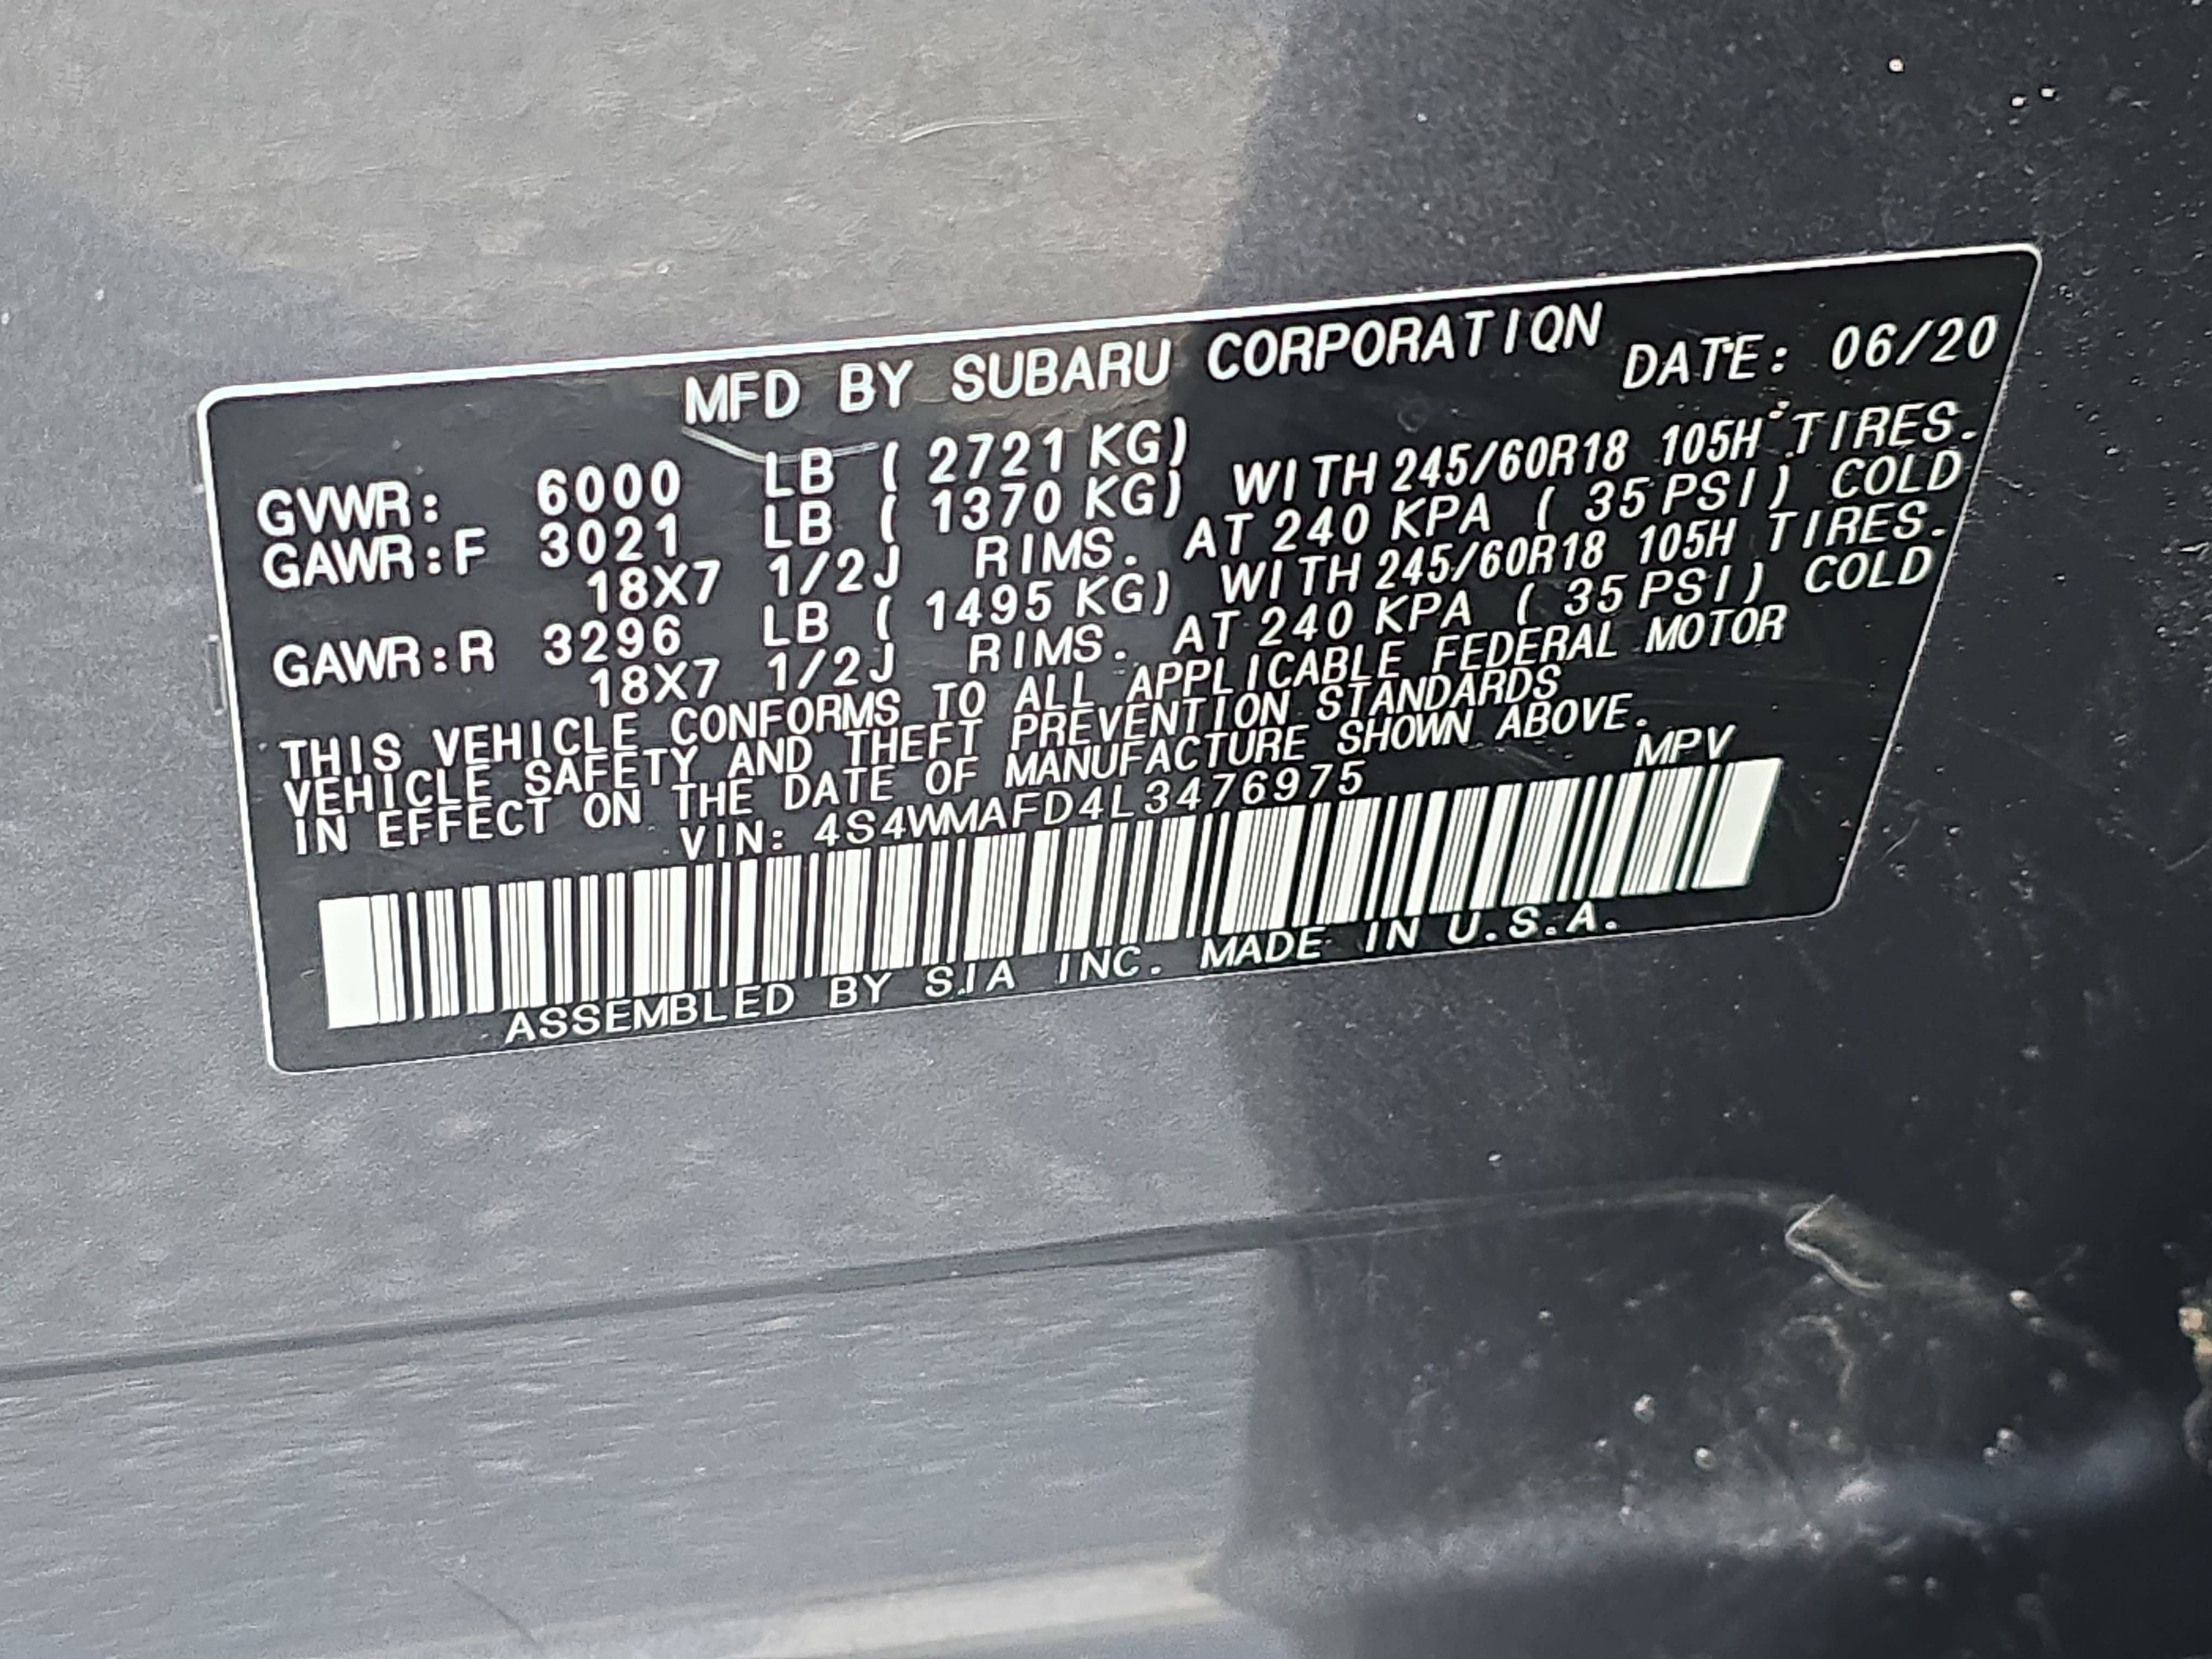 MFD BY SUBARU CORPORATION
DATE: 06/20
GVWR: 6000 LB ( 2721 KG)
GAWR:F 3021 LB ( 1370 KG) WITH 245/60R18 105H TIRES.
18X7 1/2J RIMS. AT 240 KPA ( 35 PSI) COLD
GAWR:R 3296 LB ( 1495 KG) WITH 245/60R18 105H TIRES.
18X7 1/2J RIMS. AT 240 KPA ( 35 PSI) COLD
THIS VEHICLE CONFORMS TO ALL APPLICABLE FEDERAL MOTOR
VEHICLE SAFETY AND THEFT PREVENTION STANDARDS
IN EFFECT ON THE DATE OF MANUFACTURE SHOWN ABOVE.
VIN: 4S4WMAFD4L3476975 MPV
ASSEMBLED BY SIA INC. MADE IN U.S.A.